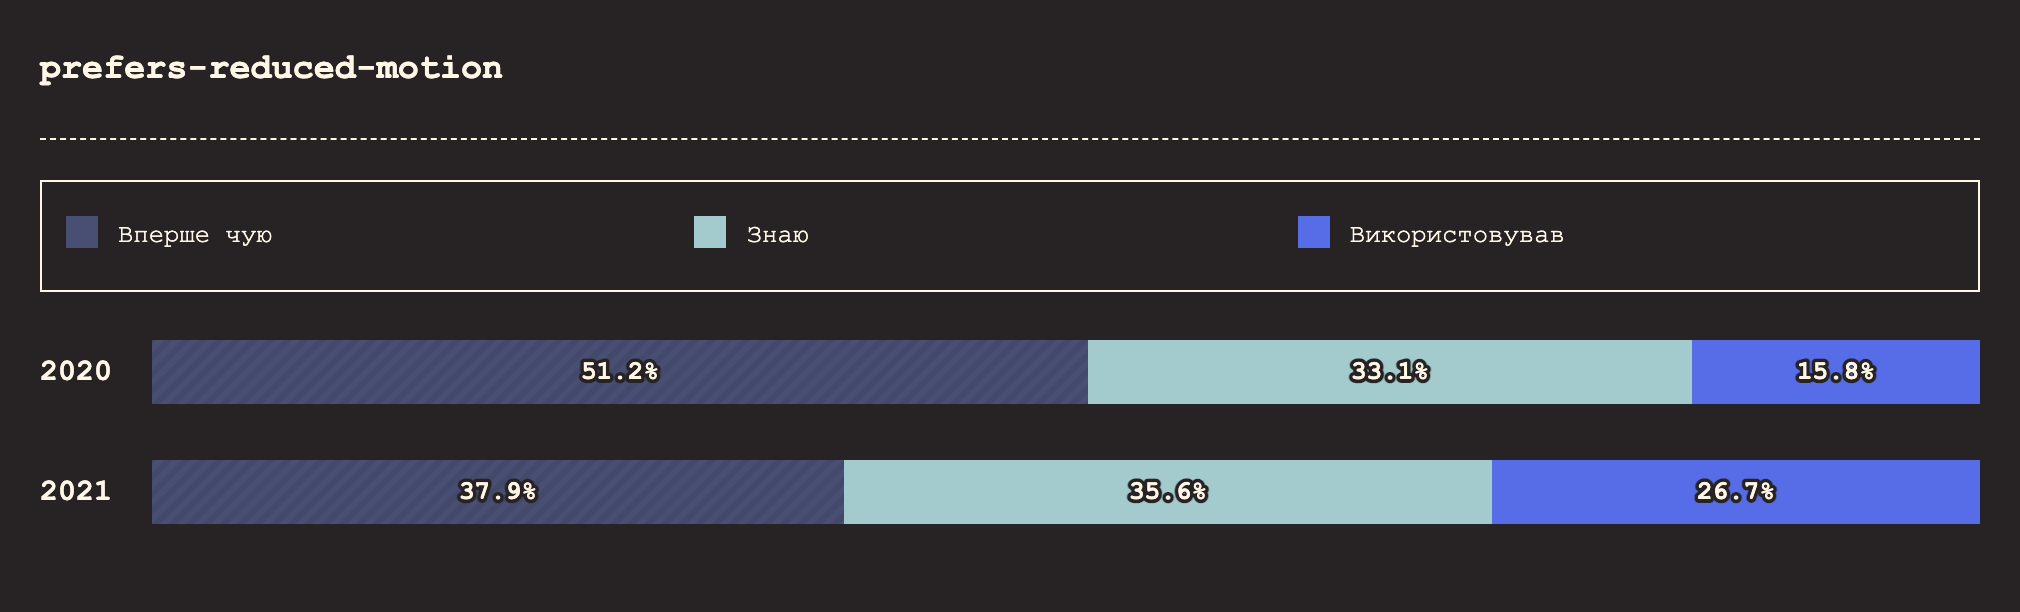 prefers-reduced-motion
Вперше чую Знаю Використовував
2020 51.2% 33.1% 15.8%
2021 37.9% 35.6% 26.7%